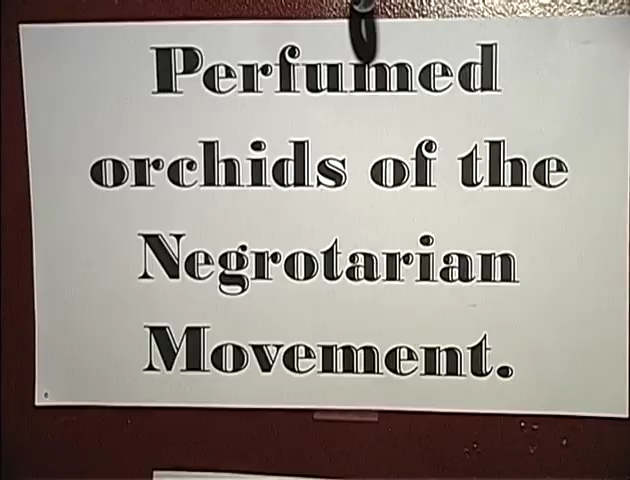 Perfumed
orchids of the
Negrotarian
Movement.